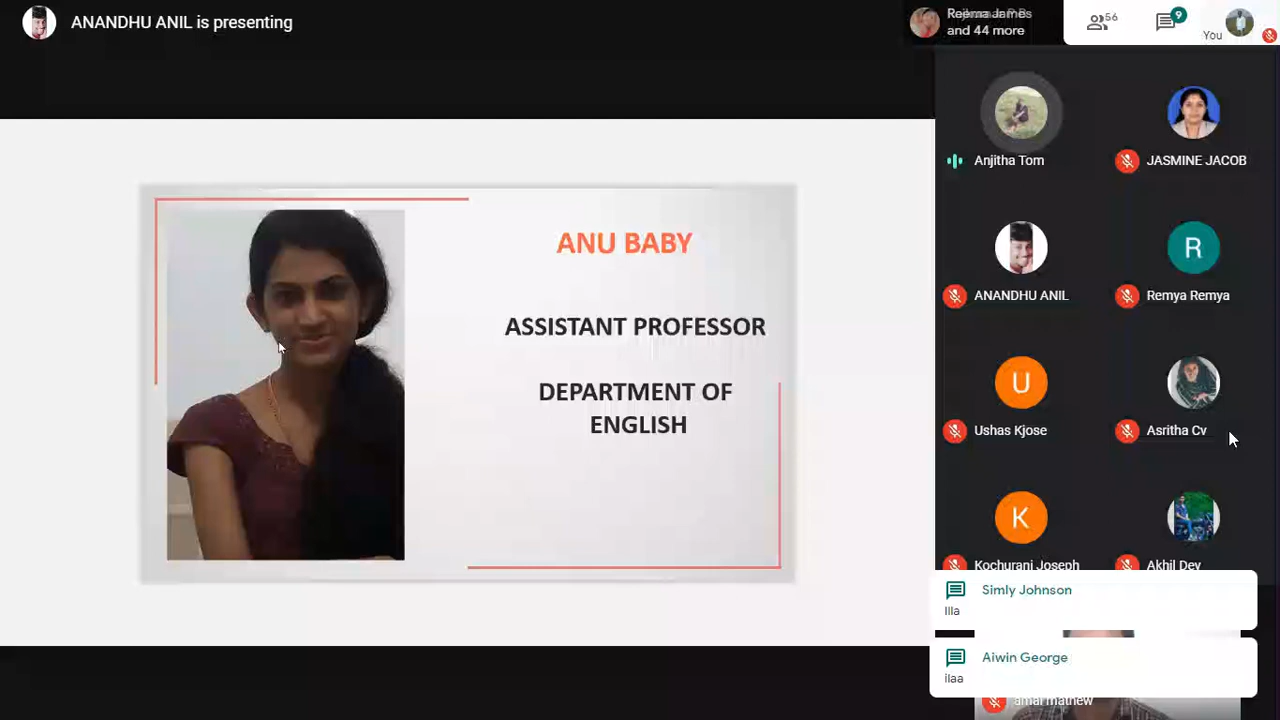 ANANDHU ANIL is presenting
and 44 more
56
9
You
ANU BABY
ASSISTANT PROFESSOR
DEPARTMENT OF
ENGLISH
Anjitha Tom
JASMINE JACOB
ANANDHU ANIL
R
Remya Remya
U
Ushas Kjose
Asritha Cv
K
Kochurani Joseph
Akhil Dev
Simly Johnson
Aiwin George
ilaa
amal mathew